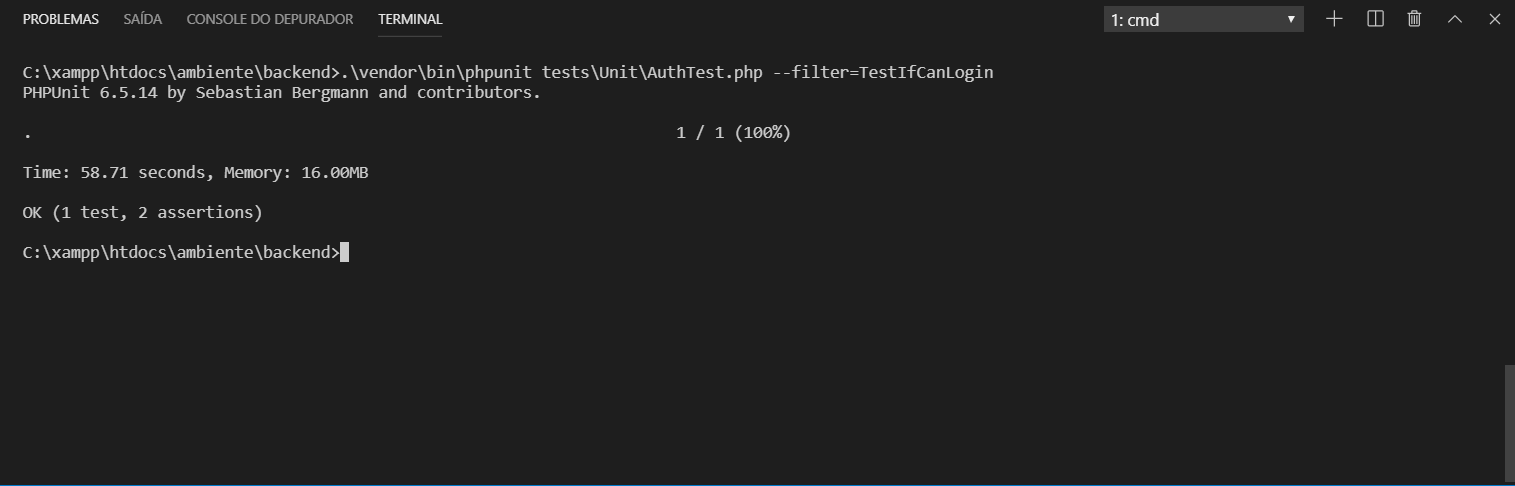 PROBLEMAS SAÍDA CONSOLE DO DEPURADOR TERMINAL 1: cmd
C:\xampp\htdocs\ambiente\backend>.\vendor\bin\phpunit tests\Unit\AuthTest.php --filter=TestIfCanLogin
PHPUnit 6.5.14 by Sebastian Bergmann and contributors.
. 1 / 1 (100%)
Time: 58.71 seconds, Memory: 16.00MB
OK (1 test, 2 assertions)
C:\xampp\htdocs\ambiente\backend>